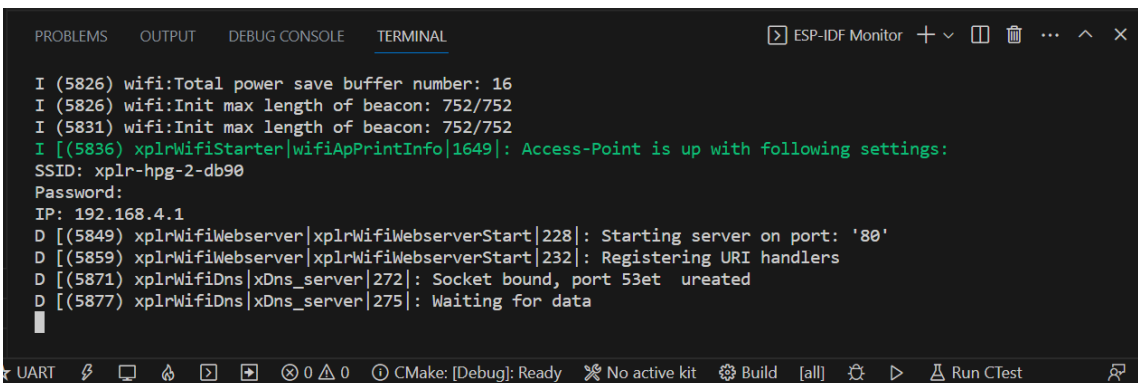 PROBLEMS OUTPUT DEBUG CONSOLE TERMINAL ESP-IDF Monitor
I (5826) wifi:Total power save buffer number: 16
I (5826) wifi:Init max length of beacon: 752/752
I (5831) wifi:Init max length of beacon: 752/752
I [(5836) xplrWifiStarter|wifiApPrintInfo|1649|: Access-Point is up with following settings:
SSID: xplr-hpg-2-db90
Password:
IP: 192.168.4.1
D [(5849) xplrWifiWebserver|xplrWifiWebserverStart|228|: Starting server on port: '80'
D [(5859) xplrWifiWebserver|xplrWifiWebserverStart|232|: Registering URI handlers
D [(5871) xplrWifiDns|xDns_server|272|: Socket bound, port 53et  ureated
D [(5877) xplrWifiDns|xDns_server|275|: Waiting for data
UART 0 0 CMake: [Debug]: Ready No active kit Build [all] Run CTest